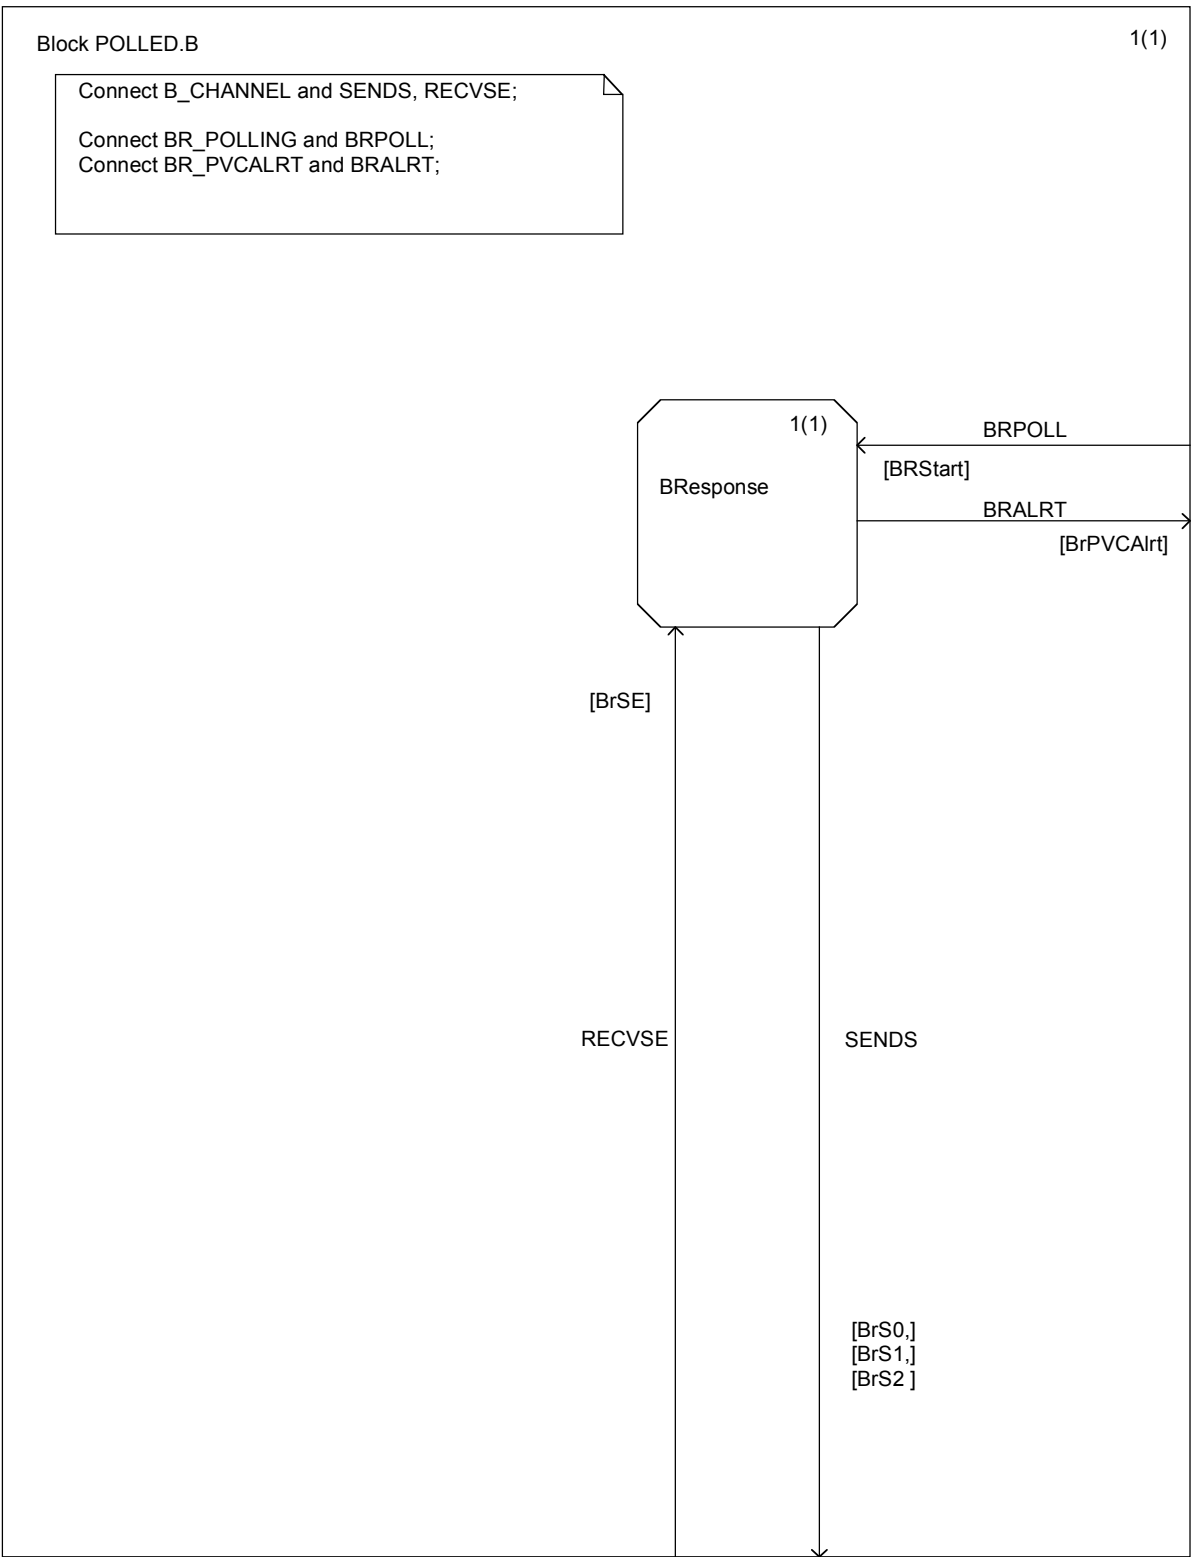 Block POLLED.B
1(1)
Connect B_CHANNEL and SENDS, RECVSE;
Connect BR_POLLING and BRPOLL;
Connect BR_PVCALRT and BRALRT;
1(1)
BResponse
BRPOLL
[BRStart]
BRALRT
[BrPVCAlrt]
[BrSE]
RECVSE
SENDS
[BrS0,]
[BrS1,]
[BrS2 ]